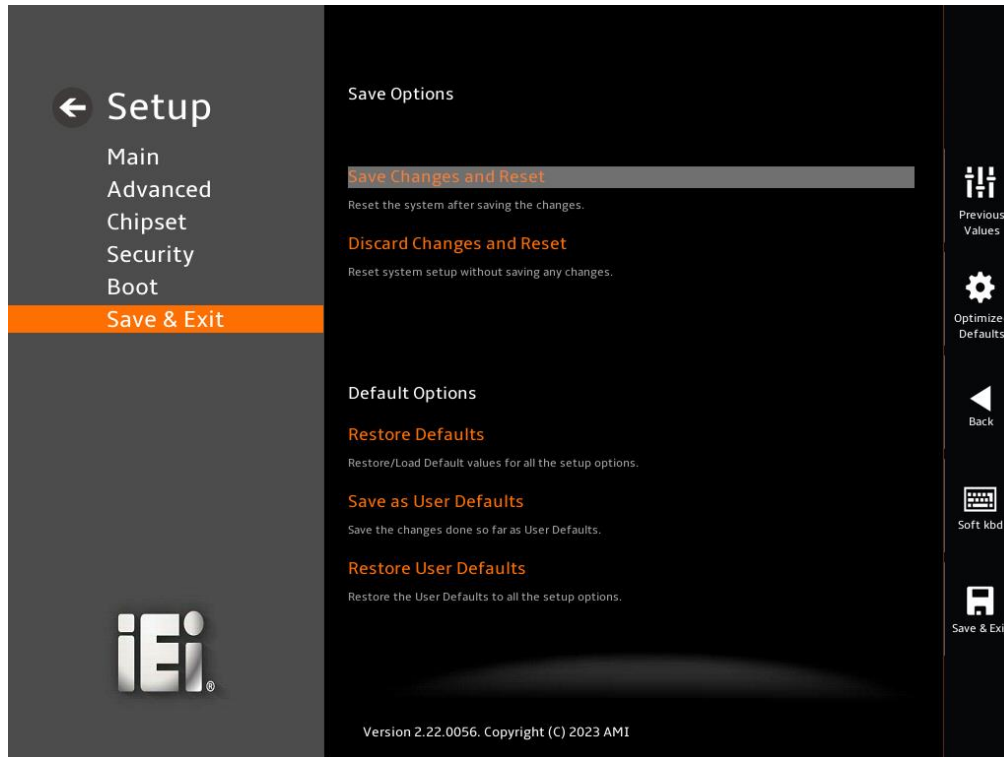 Setup
Main
Advanced
Chipset
Security
Boot
Save & Exit
iEi®
Save Options
Save Changes and Reset
Reset the system after saving the changes.
Discard Changes and Reset
Reset system setup without saving any changes.
Default Options
Restore Defaults
Restore/Load Default values for all the setup options.
Save as User Defaults
Save the changes done so far as User Defaults.
Restore User Defaults
Restore the User Defaults to all the setup options.
Version 2.22.0056. Copyright (C) 2023 AMI
Previous
Values
Optimize
Defaults
Back
Soft kbd
Save & Exi